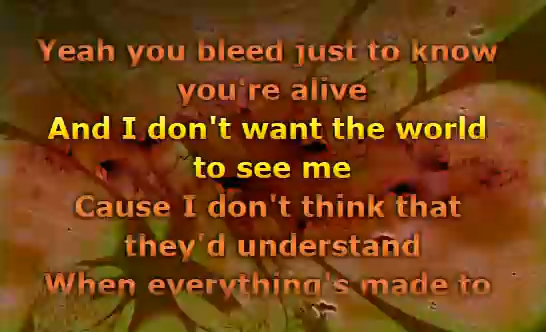 Yeah you bleed just to know
you're alive
And I don't want the world
to see me
Cause I don't think that
they'd understand
When everything's made to